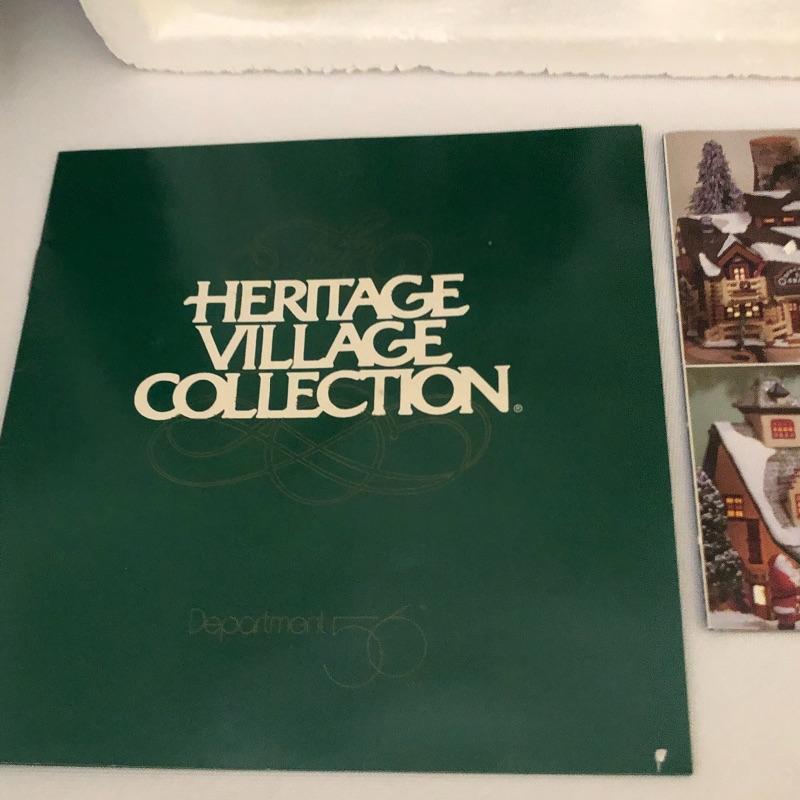 HERITAGE
VILLAGE
COLLECTION®
Department 56